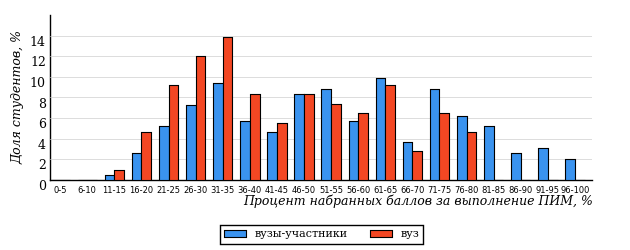 Доля студентов, %
14
12
10
8
6
4
2
0
0-5 6-10 11-15 16-20 21-25 26-30 31-35 36-40 41-45 46-50 51-55 56-60 61-65 66-70 71-75 76-80 81-85 86-90 91-95 96-100
Процент набранных баллов за выполнение ПИМ, %
вузы-участники вуз